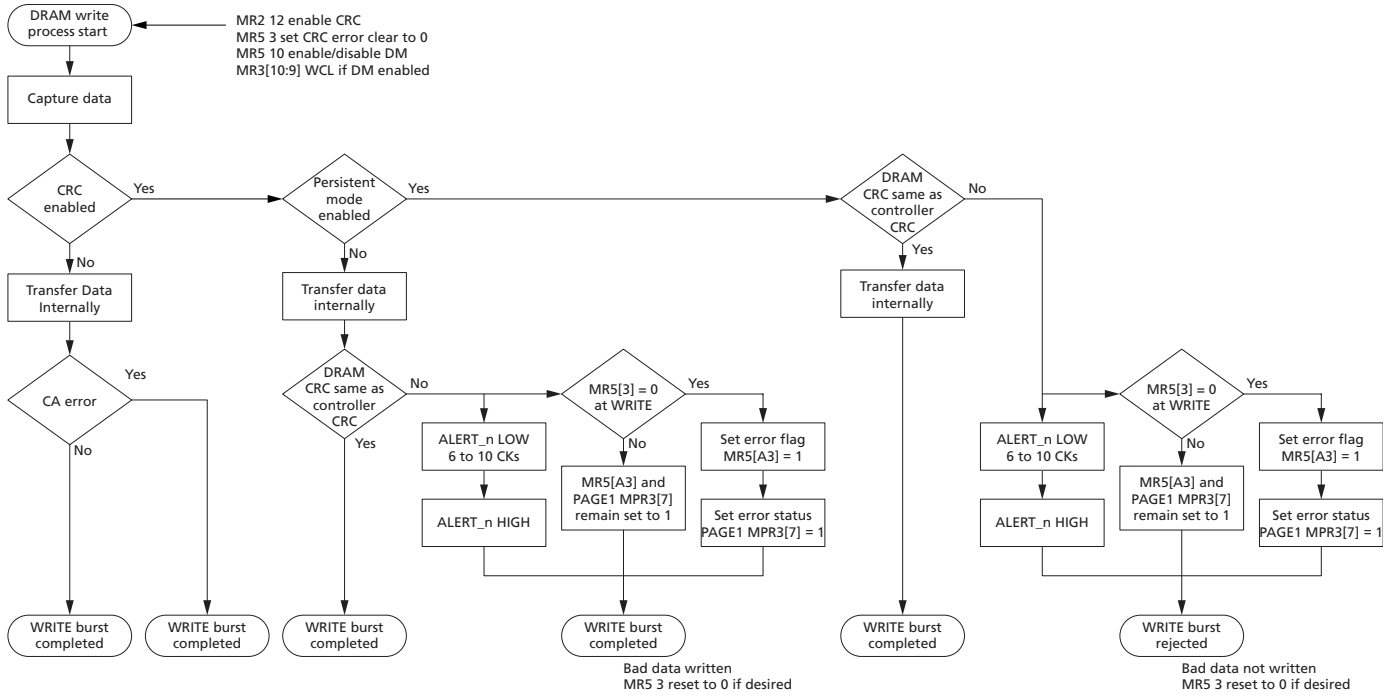 DRAM write
process start
MR2 12 enable CRC
MR5 3 set CRC error clear to 0
MR5 10 enable/disable DM
MR3[10:9] WCL if DM enabled
Capture data
CRC
enabled
Yes
No
Persistent
mode
enabled
Yes
No
DRAM
CRC same as
controller
CRC
No
Yes
Transfer Data
Internally
Transfer data
internally
Transfer data
internally
CA error
Yes
No
DRAM
CRC same as
controller
CRC
No
Yes
MR5[3] = 0
at WRITE
Yes
No
MR5[3] = 0
at WRITE
Yes
No
ALERT_n LOW
6 to 10 CKs
MR5[A3] and
PAGE1 MPR3[7]
remain set to 1
Set error flag
MR5[A3] = 1
ALERT_n HIGH
Set error status
PAGE1 MPR3[7] = 1
ALERT_n LOW
6 to 10 CKs
MR5[A3] and
PAGE1 MPR3[7]
remain set to 1
Set error flag
MR5[A3] = 1
ALERT_n HIGH
Set error status
PAGE1 MPR3[7] = 1
WRITE burst
completed
WRITE burst
completed
WRITE burst
completed
WRITE burst
completed
Bad data written
MR5 3 reset to 0 if desired
WRITE burst
completed
WRITE burst
rejected
Bad data not written
MR5 3 reset to 0 if desired